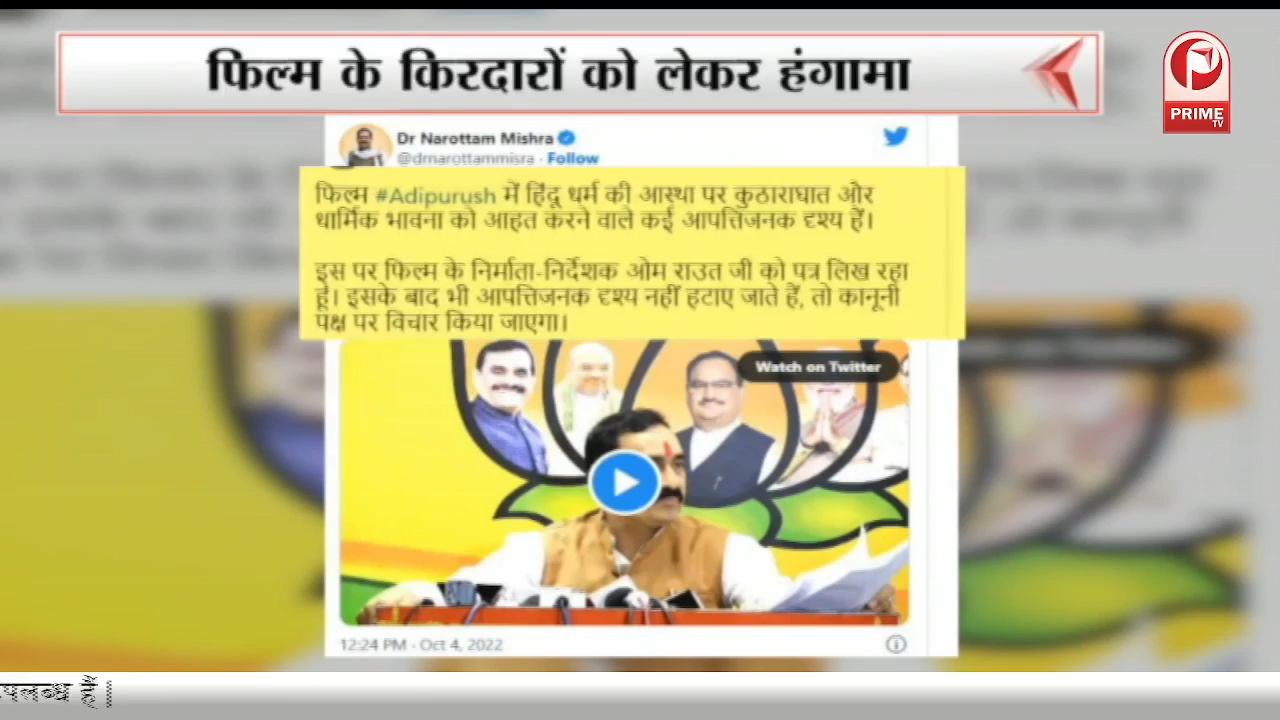 फिल्म के किरदारों को लेकर हंगामा
PRIME
TV
Dr Narottam Mishra
@drnarottammisra · Follow
फिल्म #Adipurush में हिंदू धर्म की आस्था पर कुठाराघात और
धार्मिक भावना को आहत करने वाले कई आपत्तिजनक दृश्य हैं।
इस पर फिल्म के निर्माता-निर्देशक ओम राउत जी को पत्र लिख रहा
हूं। इसके बाद भी आपत्तिजनक दृश्य नहीं हटाए जाते हैं, तो कानूनी
पक्ष पर विचार किया जाएगा।
Watch on Twitter
12:24 PM · Oct 4, 2022
हैं।